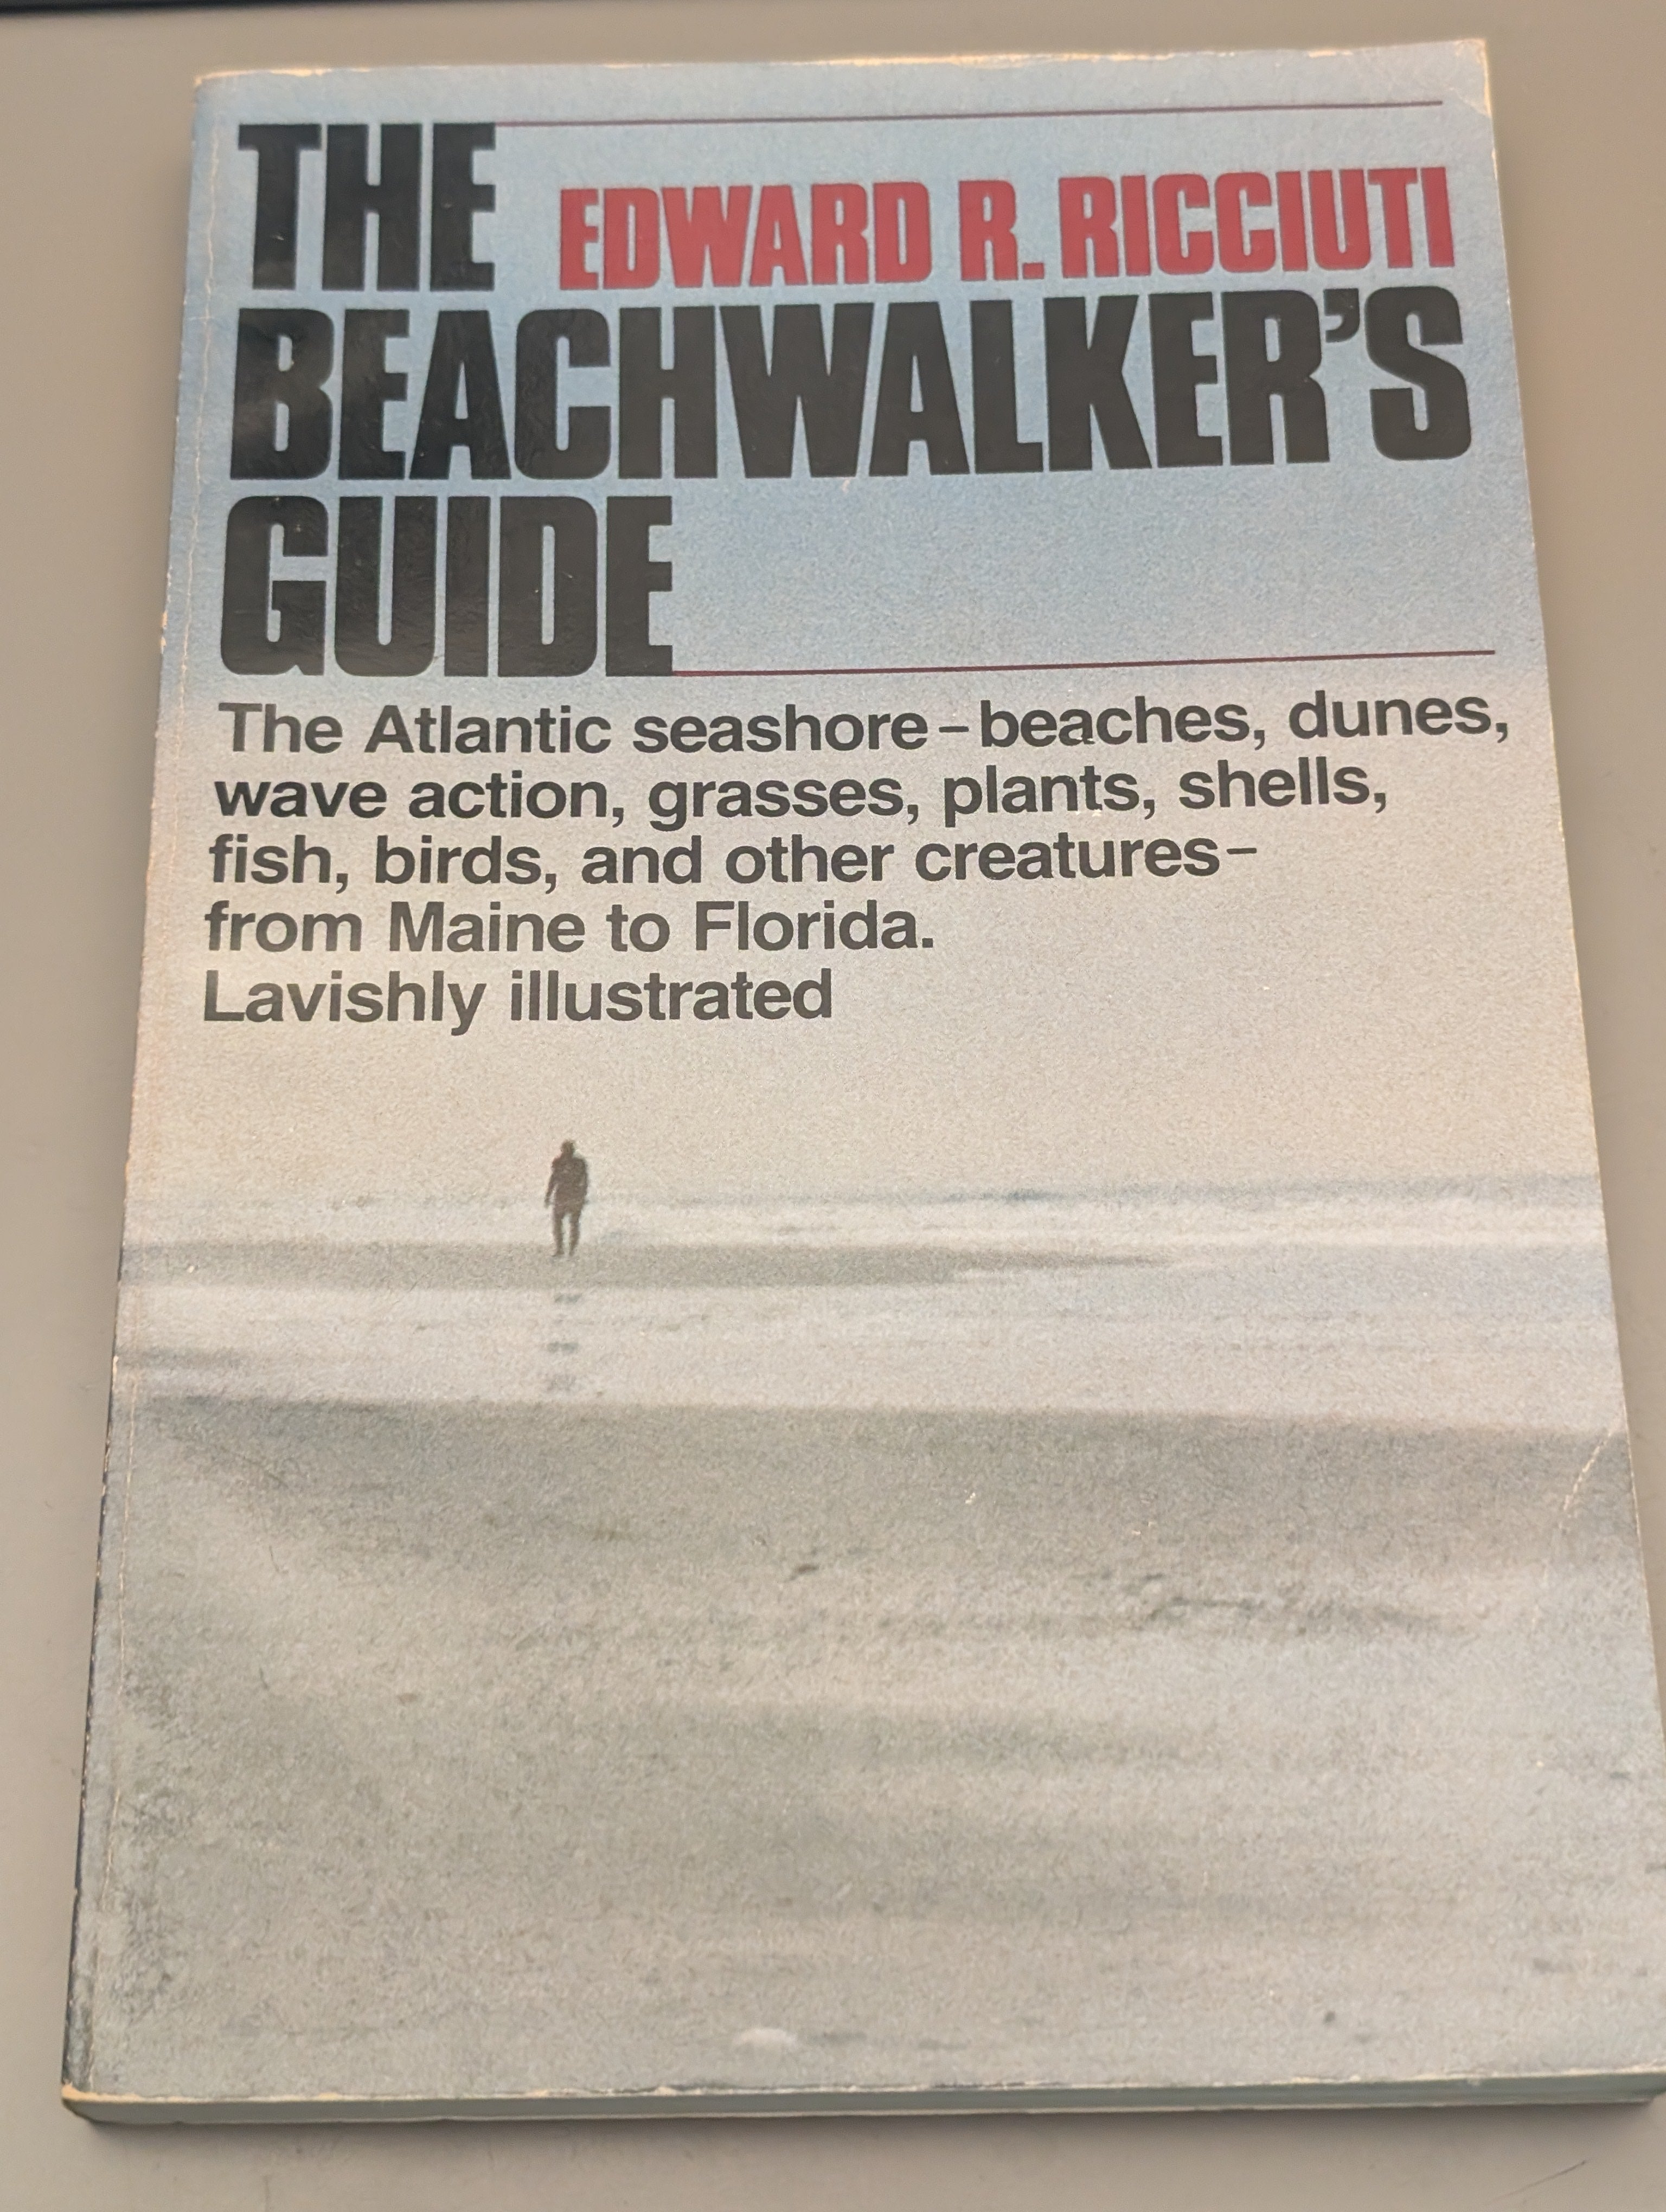 THE
EDWARD R. RICCIUTI
BEACHWALKER'S
GUIDE
The Atlantic seashore–beaches, dunes,
wave action, grasses, plants, shells,
fish, birds, and other creatures–
from Maine to Florida.
Lavishly illustrated